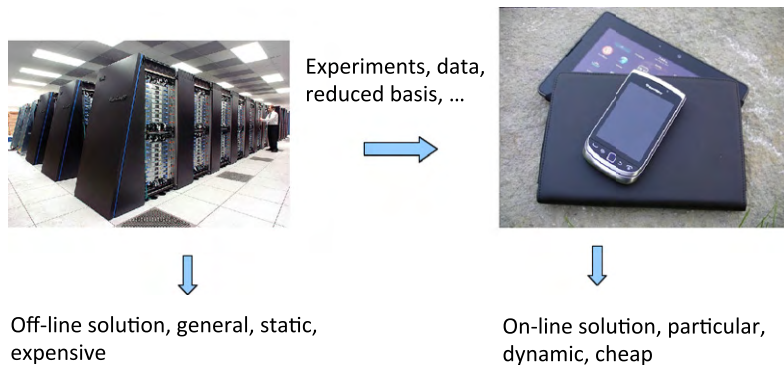 Experiments, data,
reduced basis, ...
Off-line solution, general, static,
expensive
On-line solution, particular,
dynamic, cheap